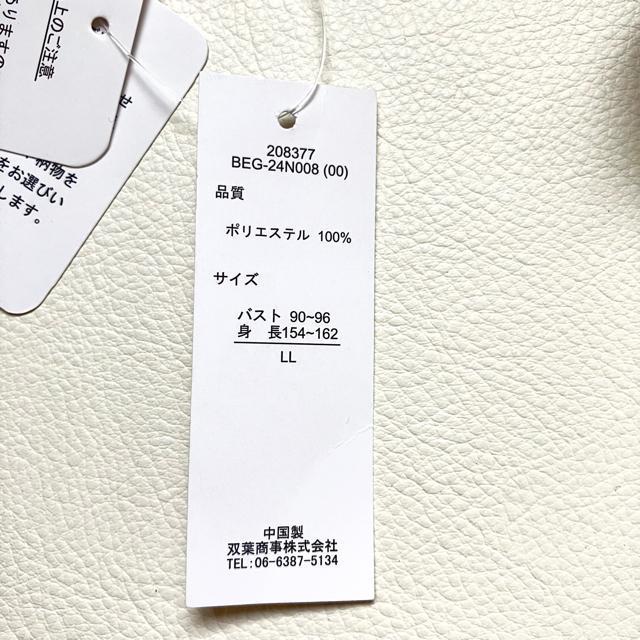 上のご注意
ありますの
柄物を
をお選びい
します。
208377
BEG-24N008 (00)
品質
ポリエステル 100%
サイズ
バスト 90~96
身 長154~162
LL
中国製
双葉商事株式会社
TEL:06-6387-5134